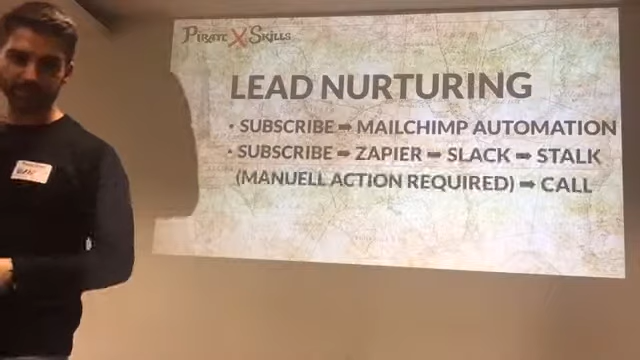 PIRATE X SKILLS
LEAD NURTURING
• SUBSCRIBE ➡ MAILCHIMP AUTOMATION
• SUBSCRIBE ➡ ZAPIER ➡ SLACK ➡ STALK
(MANUELL ACTION REQUIRED) ➡ CALL